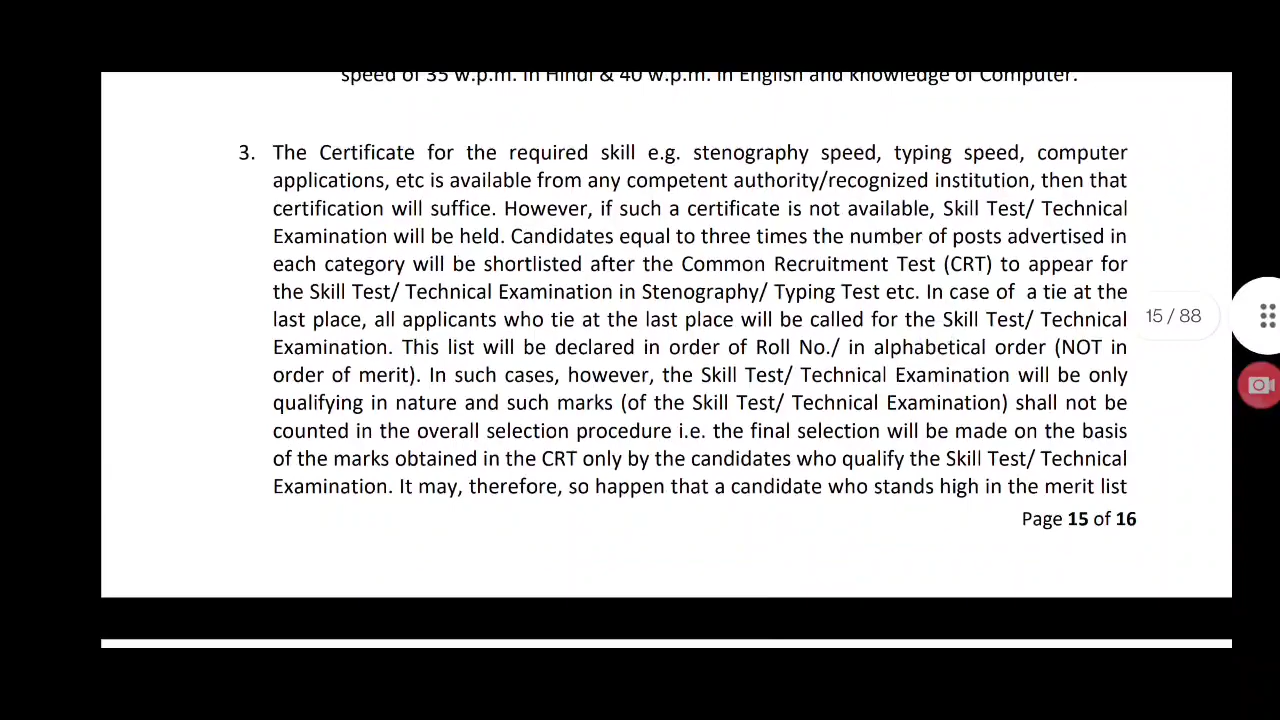 speed of 35 w.p.m. in Hindi & 40 w.p.m. in English and knowledge of Computer.
3. The Certificate for the required skill e.g. stenography speed, typing speed, computer
applications, etc is available from any competent authority/recognized institution, then that
certification will suffice. However, if such a certificate is not available, Skill Test/ Technical
Examination will be held. Candidates equal to three times the number of posts advertised in
each category will be shortlisted after the Common Recruitment Test (CRT) to appear for
the Skill Test/ Technical Examination in Stenography/ Typing Test etc. In case of a tie at the
last place, all applicants who tie at the last place will be called for the Skill Test/ Technical
Examination. This list will be declared in order of Roll No./ in alphabetical order (NOT in
order of merit). In such cases, however, the Skill Test/ Technical Examination will be only
qualifying in nature and such marks (of the Skill Test/ Technical Examination) shall not be
counted in the overall selection procedure i.e. the final selection will be made on the basis
of the marks obtained in the CRT only by the candidates who qualify the Skill Test/ Technical
Examination. It may, therefore, so happen that a candidate who stands high in the merit list
Page 15 of 16
15 / 88